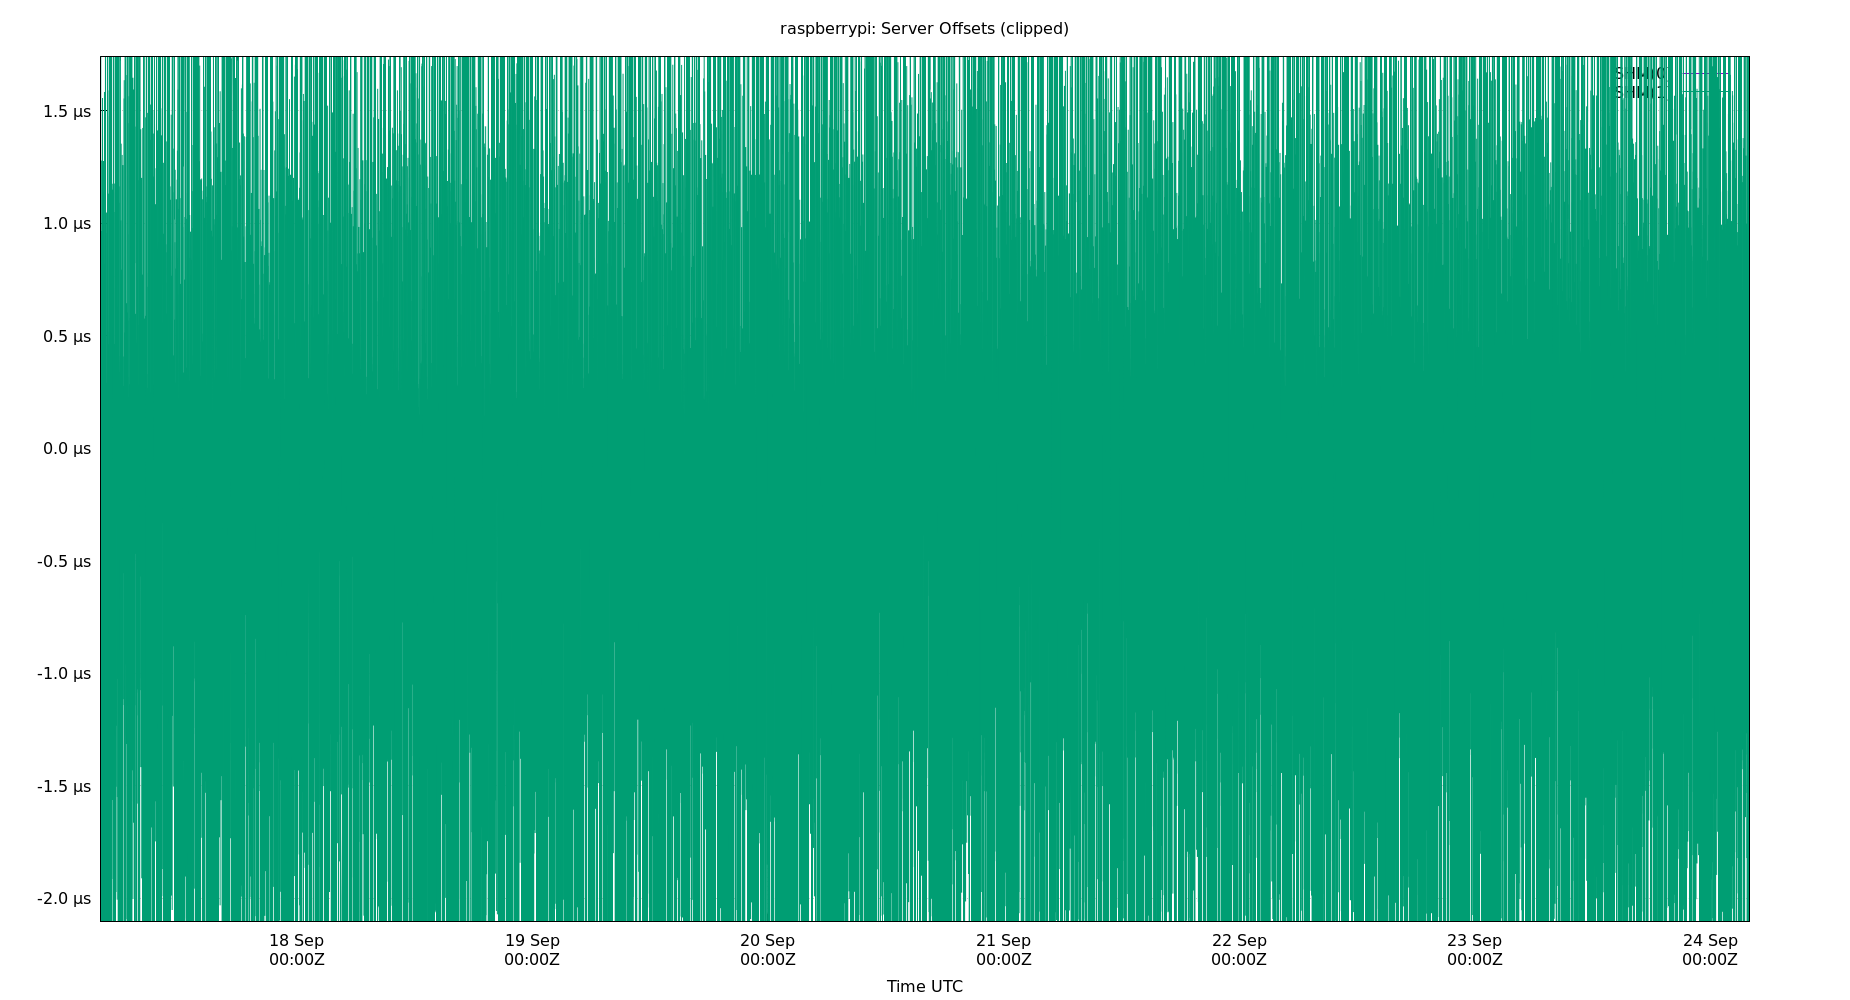 raspberrypi: Server Offsets (clipped)
1.5 µs
1.0 µs
0.5 µs
0.0 µs
-0.5 µs
-1.0 µs
-1.5 µs
-2.0 µs
18 Sep
00:00Z
19 Sep
00:00Z
20 Sep
00:00Z
21 Sep
00:00Z
22 Sep
00:00Z
23 Sep
00:00Z
24 Sep
00:00Z
Time UTC